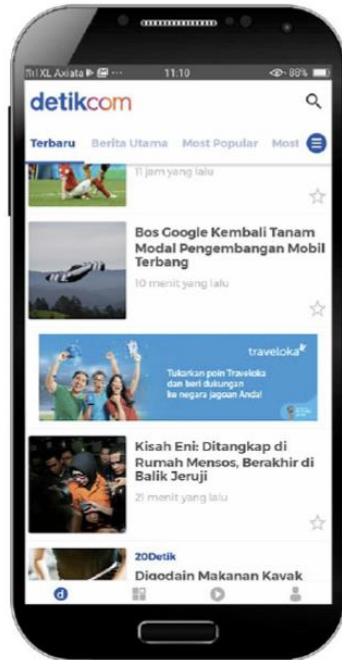 XL Axiata
11:10
88%
detikcom
Terbaru Berita Utama Most Popular Most
11 jam yang lalu
Bos Google Kembali Tanam
Modal Pengembangan Mobil
Terbang
10 menit yang lalu
traveloka
Tukarkan poin Traveloka
dan beri dukungan
ke negara jagoan Anda!
Kisah Eni: Ditangkap di
Rumah Mensos, Berakhir di
Balik Jeruji
21 menit yang lalu
20Detik
Digodain Makanan Kayak
d